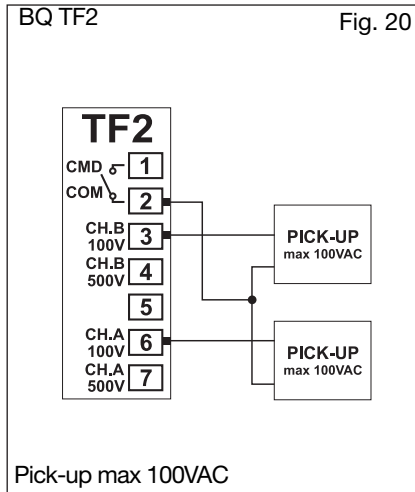 BQ TF2
Fig. 20
TF2
CMD 1
COM 2
CH.B
100V 3
CH.B
500V 4
5
CH.A
100V 6
CH.A
500V 7
PICK-UP
max 100VAC
PICK-UP
max 100VAC
Pick-up max 100VAC